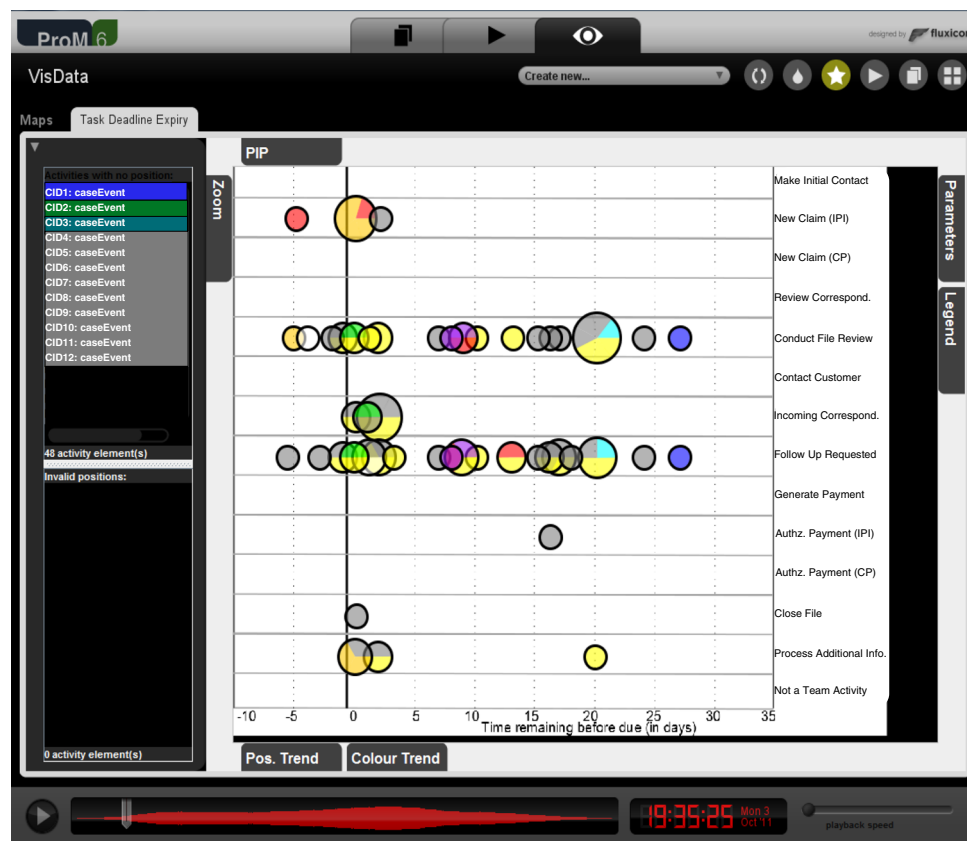 ProM 6
designed by fluxicon
VisData
Create new...
Maps
Task Deadline Expiry
PIP
Zoom
Parameters
Legend
Activities with no position:
CID1: caseEvent
CID2: caseEvent
CID3: caseEvent
CID4: caseEvent
CID5: caseEvent
CID6: caseEvent
CID7: caseEvent
CID8: caseEvent
CID9: caseEvent
CID10: caseEvent
CID11: caseEvent
CID12: caseEvent
48 activity element(s)
Invalid positions:
0 activity element(s)
Make Initial Contact
New Claim (IPI)
New Claim (CP)
Review Correspond.
Conduct File Review
Contact Customer
Incoming Correspond.
Follow Up Requested
Generate Payment
Authz. Payment (IPI)
Authz. Payment (CP)
Close File
Process Additional Info.
Not a Team Activity
-10 -5 0 5 10 15 20 25 30 35
Time remaining before due (in days)
Pos. Trend
Colour Trend
19:35:25
Mon 3
Oct '11
playback speed